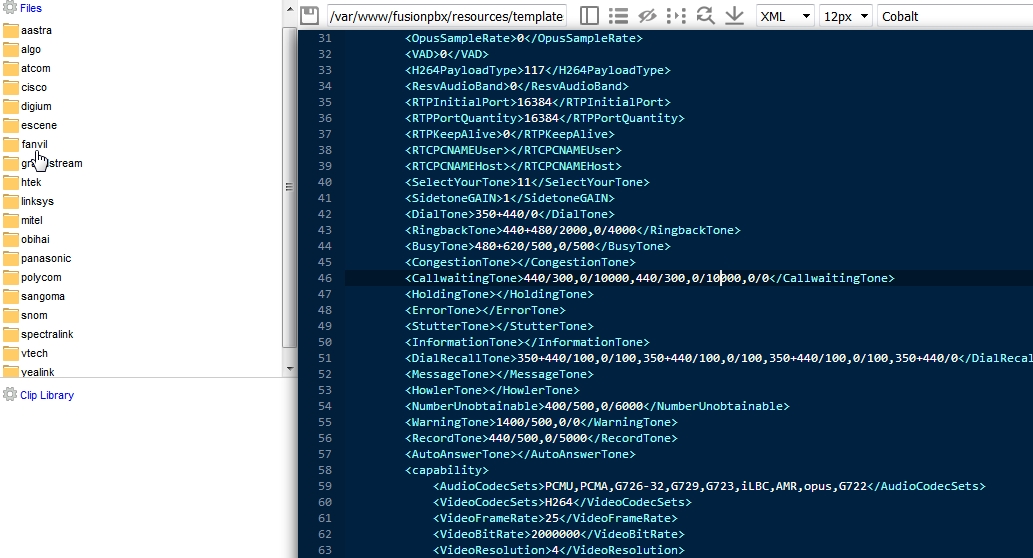 Files
aastra
algo
atcom
cisco
digium
escene
fanvil
htek
linksys
mitel
obihai
panasonic
polycom
sangoma
snom
spectralink
vtech
yealink
Clip Library
/var/www/fusionpbx/resources/template
XML
12px
Cobalt
31 <OpusSampleRate>0</OpusSampleRate>
32 <VAD>0</VAD>
33 <H264PayloadType>117</H264PayloadType>
34 <ResvAudioBand>0</ResvAudioBand>
35 <RTPInitialPort>16384</RTPInitialPort>
36 <RTPPortQuantity>16384</RTPPortQuantity>
37 <RTPKeepAlive>0</RTPKeepAlive>
38 <RTCPCNAMEUser></RTCPCNAMEUser>
39 <RTCPCNAMEHost></RTCPCNAMEHost>
40 <SelectYourTone>11</SelectYourTone>
41 <SidetoneGAIN>1</SidetoneGAIN>
42 <DialTone>350+440/0</DialTone>
43 <RingbackTone>440+480/2000,0/4000</RingbackTone>
44 <BusyTone>480+620/500,0/500</BusyTone>
45 <CongestionTone></CongestionTone>
46 <CallwaitingTone>440/300,0/10000,440/300,0/10000,0/0</CallwaitingTone>
47 <HoldingTone></HoldingTone>
48 <ErrorTone></ErrorTone>
49 <StutterTone></StutterTone>
50 <InformationTone></InformationTone>
51 <DialRecallTone>350+440/100,0/100,350+440/100,0/100,350+440/100,0/100,350+440/0</DialRecal
52 <MessageTone></MessageTone>
53 <HowlerTone></HowlerTone>
54 <NumberUnobtainable>400/500,0/6000</NumberUnobtainable>
55 <WarningTone>1400/500,0/0</WarningTone>
56 <RecordTone>440/500,0/5000</RecordTone>
57 <AutoAnswerTone></AutoAnswerTone>
58 <capability>
59 <AudioCodecSets>PCMU,PCMA,G726-32,G729,G723,iLBC,AMR,opus,G722</AudioCodecSets>
60 <VideoCodecSets>H264</VideoCodecSets>
61 <VideoFrameRate>25</VideoFrameRate>
62 <VideoBitRate>2000000</VideoBitRate>
63 <VideoResolution>4</VideoResolution>